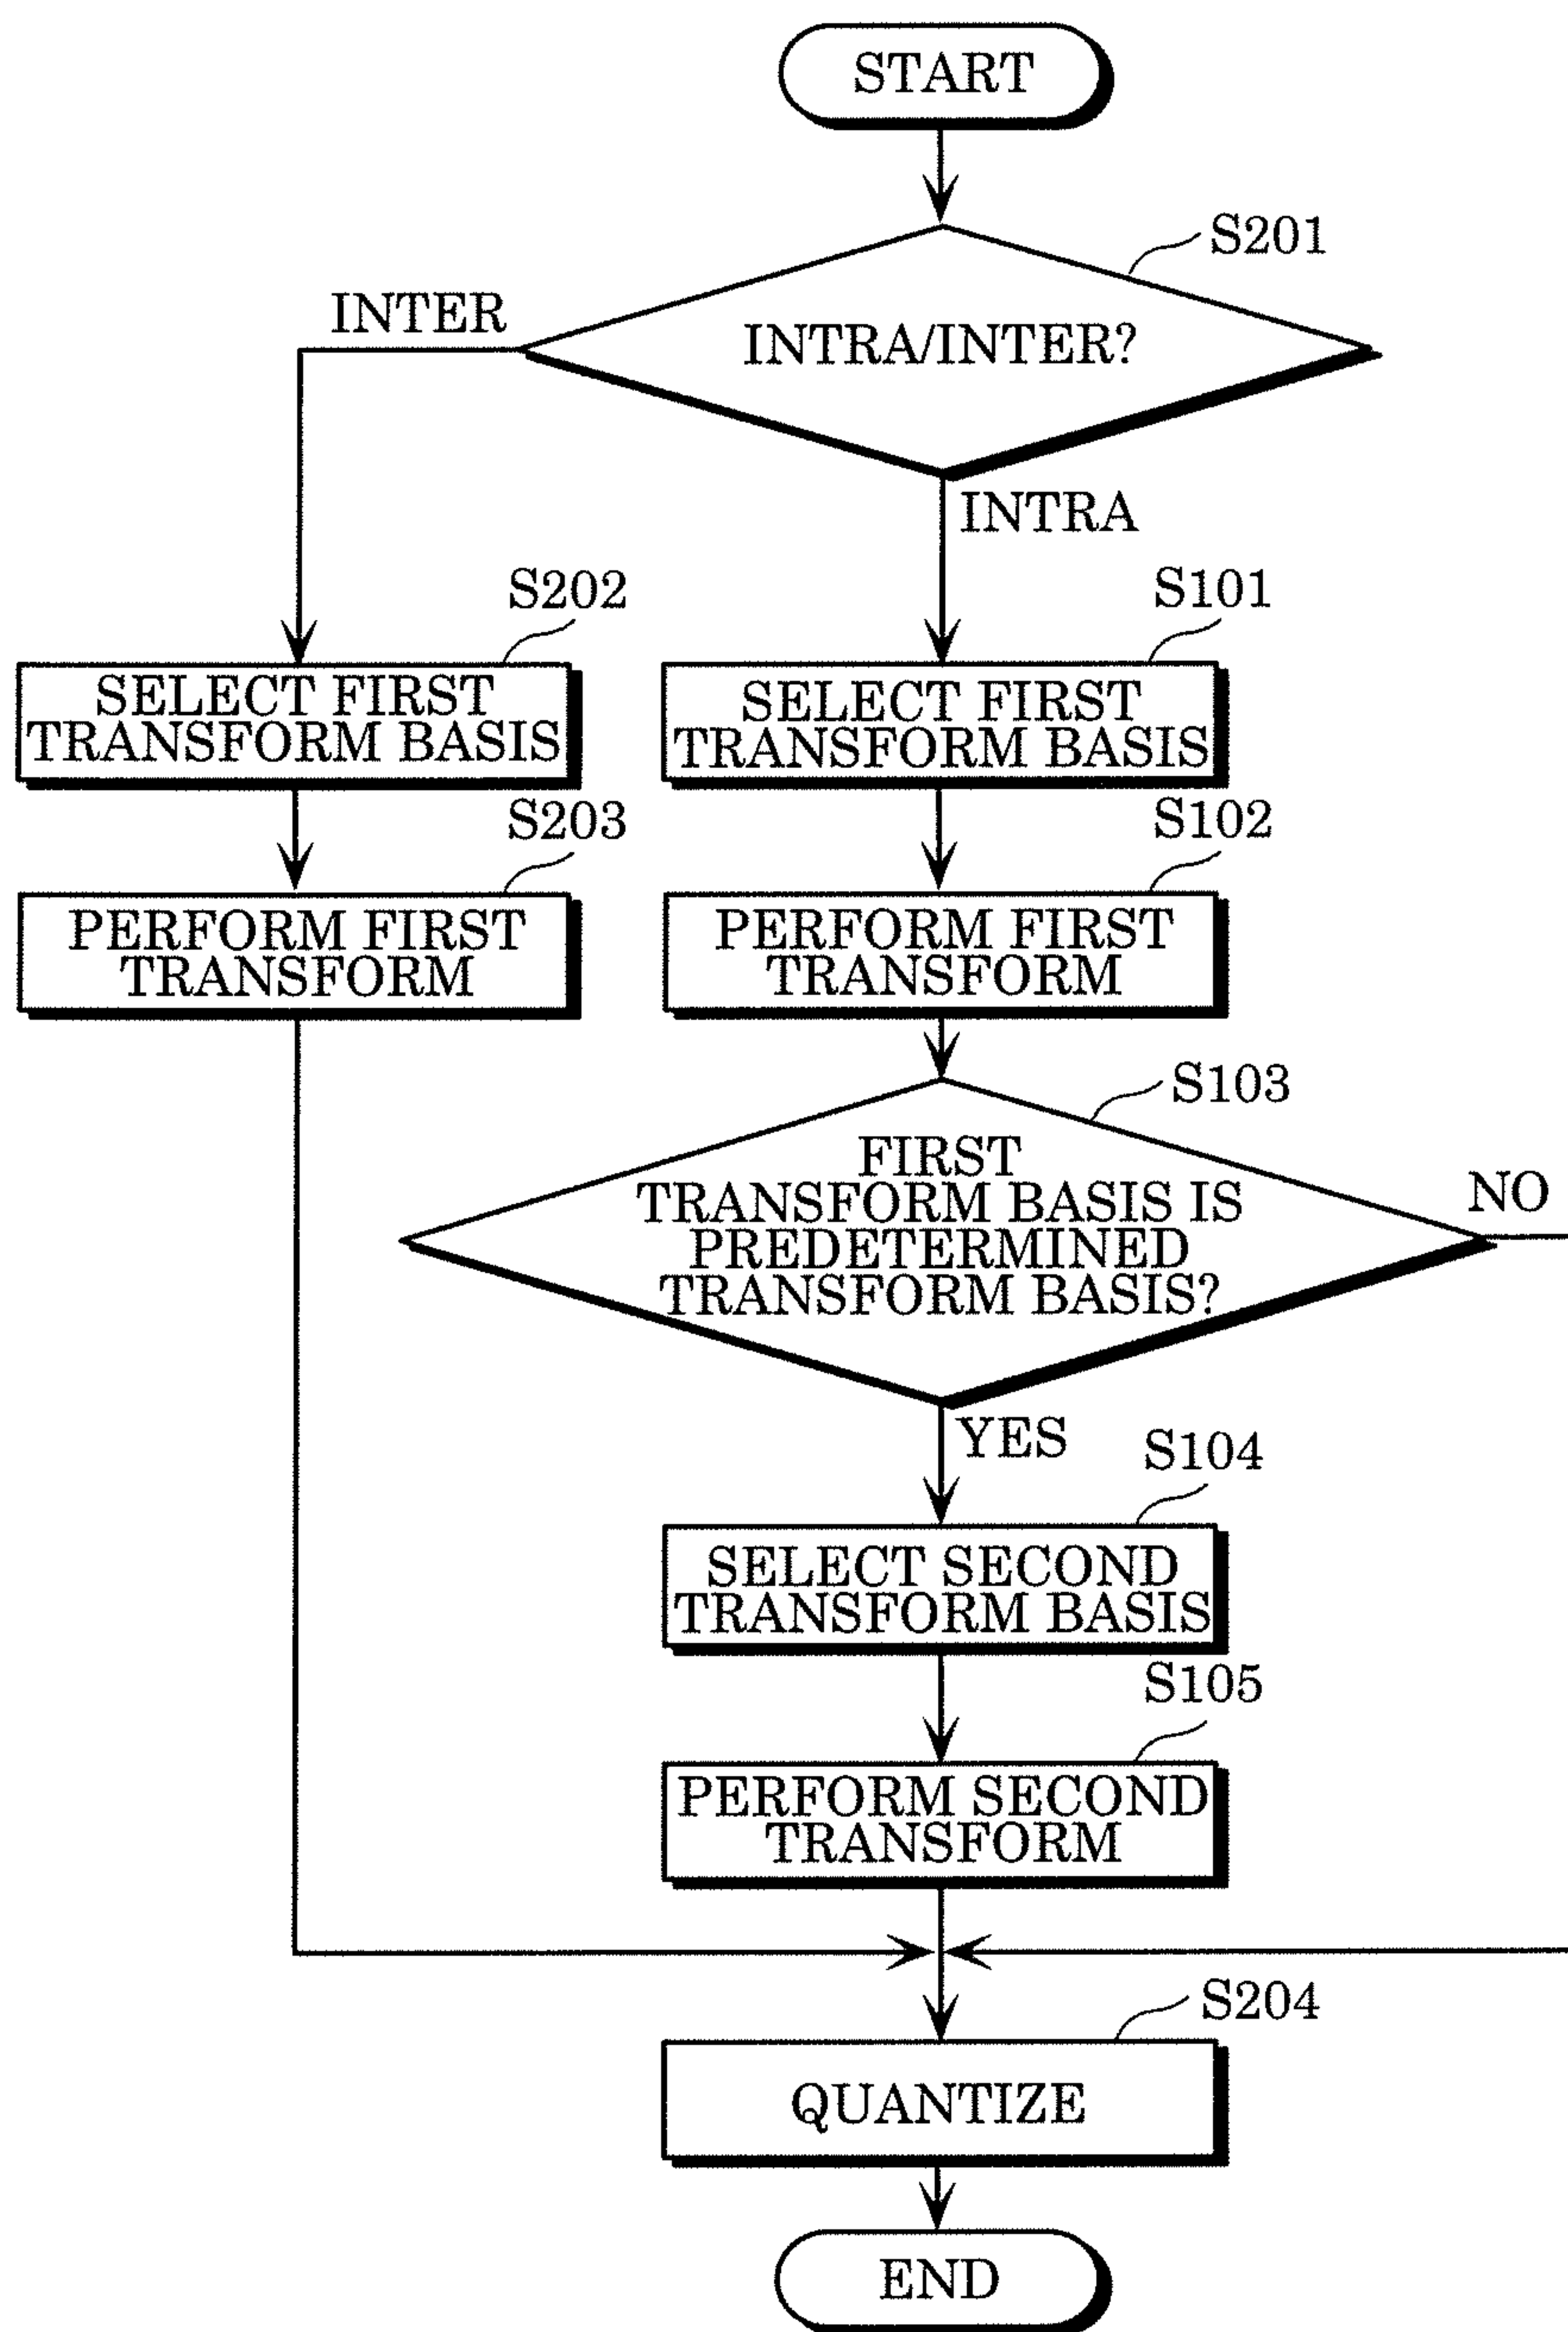 START
S201
INTER
INTRA/INTER?
INTRA
S202
S101
SELECT FIRST
TRANSFORM BASIS
SELECT FIRST
TRANSFORM BASIS
S203
S102
PERFORM FIRST
TRANSFORM
PERFORM FIRST
TRANSFORM
S103
FIRST
TRANSFORM BASIS IS
PREDETERMINED
TRANSFORM BASIS?
NO
YES
S104
SELECT SECOND
TRANSFORM BASIS
S105
PERFORM SECOND
TRANSFORM
S204
QUANTIZE
END